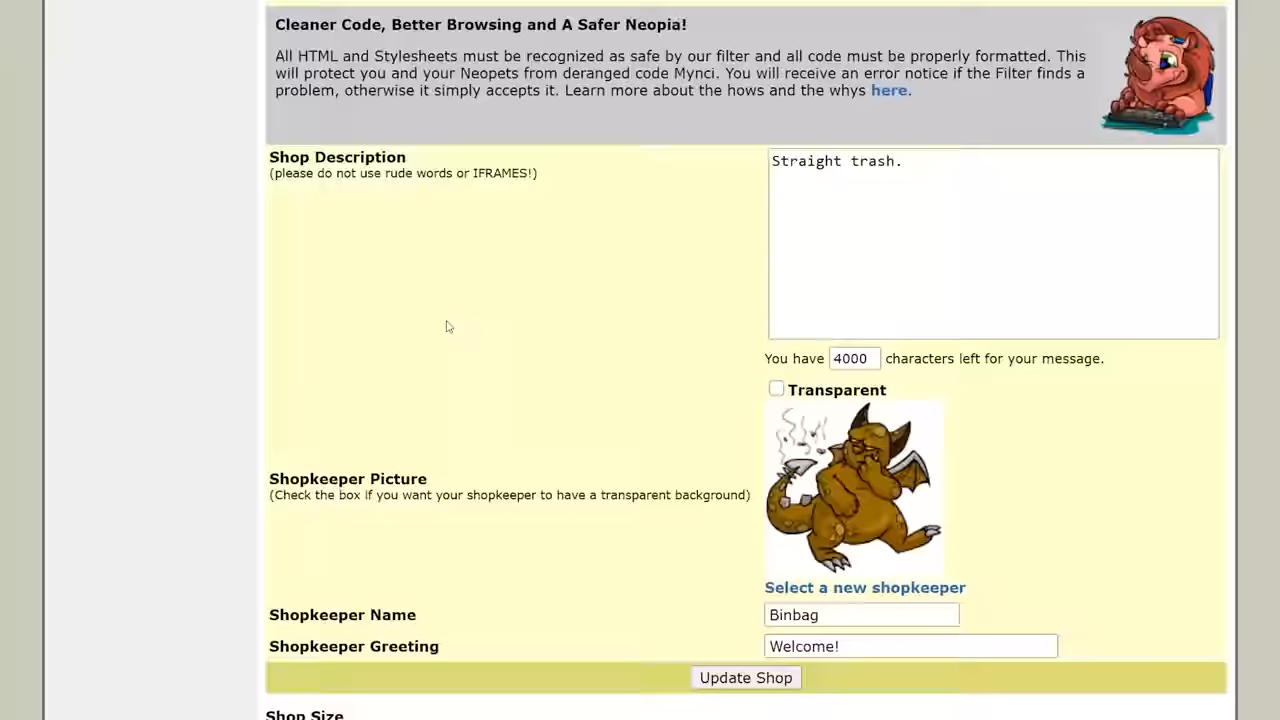 Cleaner Code, Better Browsing and A Safer Neopia!
All HTML and Stylesheets must be recognized as safe by our filter and all code must be properly formatted. This
will protect you and your Neopets from deranged code Mynci. You will receive an error notice if the Filter finds a
problem, otherwise it simply accepts it. Learn more about the hows and the whys here.
Shop Description
(please do not use rude words or IFRAMES!)
Straight trash.
You have 4000 characters left for your message.
Transparent
Shopkeeper Picture
(Check the box if you want your shopkeeper to have a transparent background)
Select a new shopkeeper
Shopkeeper Name
Binbag
Shopkeeper Greeting
Welcome!
Update Shop
Shop Size